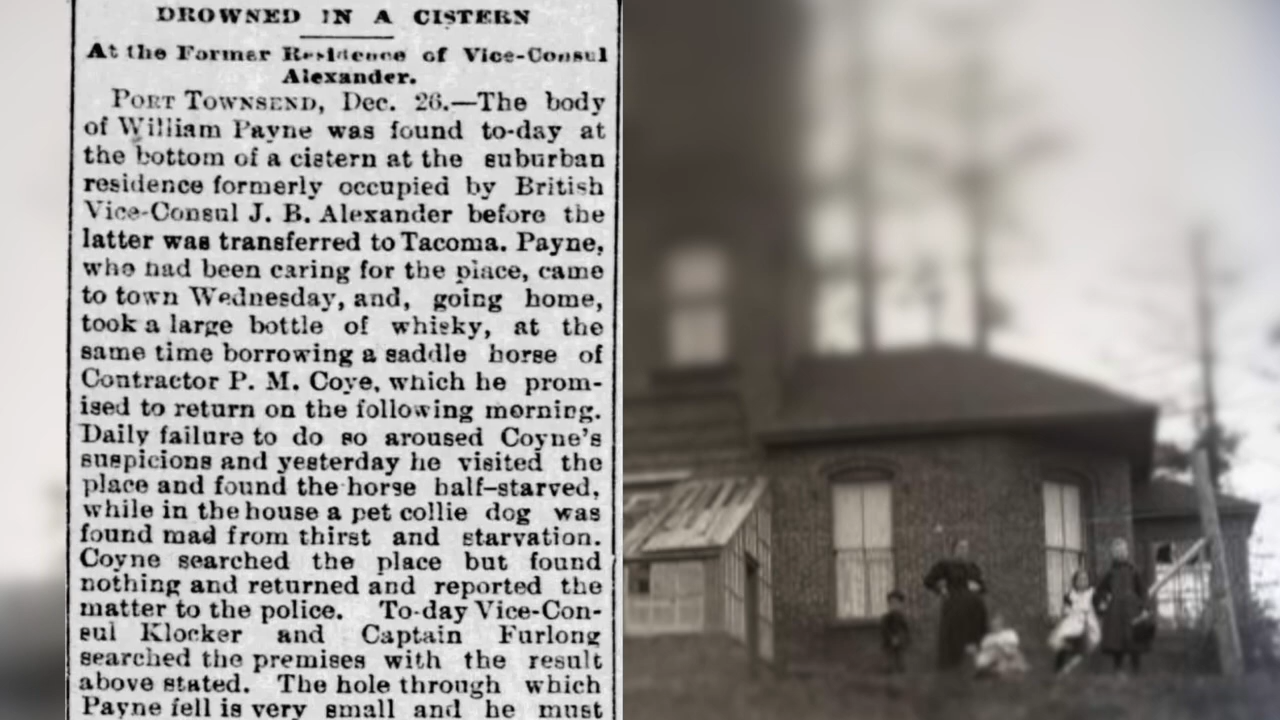 DROWNED IN A CISTERN
At the Former Residence of Vice-Consul
Alexander.
PORT TOWNSEND, Dec. 26.—The body
of William Payne was found to-day at
the bottom of a cistern at the suburban
residence formerly occupied by British
Vice-Consul J. B. Alexander before the
latter was transferred to Tacoma. Payne,
who had been caring for the place, came
to town Wednesday, and, going home,
took a large bottle of whisky, at the
same time borrowing a saddle horse of
Contractor P. M. Coye, which he prom-
ised to return on the following morning.
Daily failure to do so aroused Coyne's
suspicions and yesterday he visited the
place and found the horse half-starved,
while in the house a pet collie dog was
found mad from thirst and starvation.
Coyne searched the place but found
nothing and returned and reported the
matter to the police. To-day Vice-Con-
sul Klocker and Captain Furlong
searched the premises with the result
above stated. The hole through which
Payne fell is very small and he must